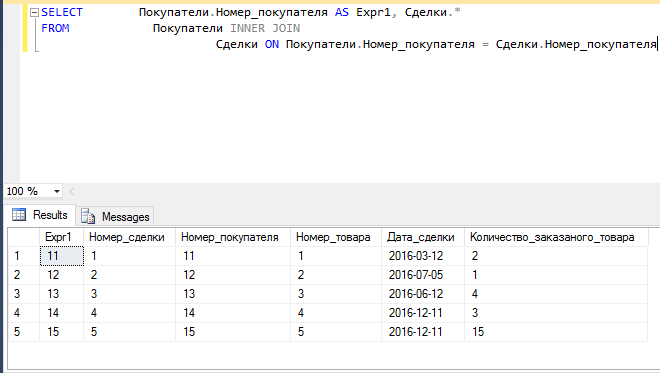 SELECT Покупатели.Номер_покупателя AS Expr1, Сделки.*
FROM Покупатели INNER JOIN
Сделки ON Покупатели.Номер_покупателя = Сделки.Номер_покупателя
100 %
Results Messages
Expr1 Номер_сделки Номер_покупателя Номер_товара Дата_сделки Количество_заказаного_товара
1 11 1 11 1 2016-03-12 2
2 12 2 12 2 2016-07-05 1
3 13 3 13 3 2016-06-12 4
4 14 4 14 4 2016-12-11 3
5 15 5 15 5 2016-12-11 15